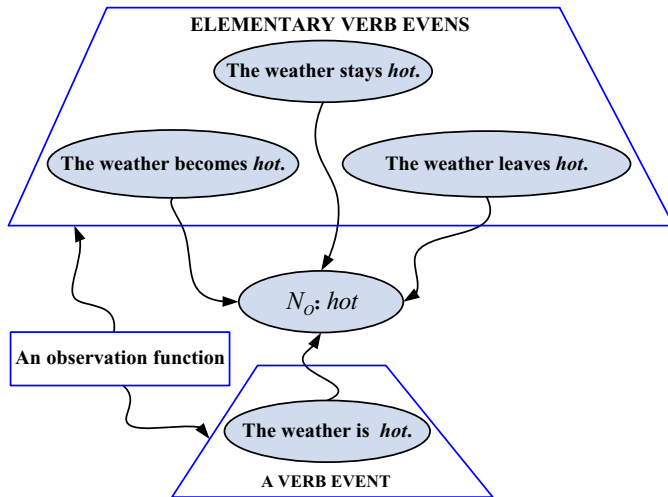 ELEMENTARY VERB EVENS
The weather stays hot.
The weather becomes hot.
The weather leaves hot.
N_O: hot
An observation function
The weather is hot.
A VERB EVENT